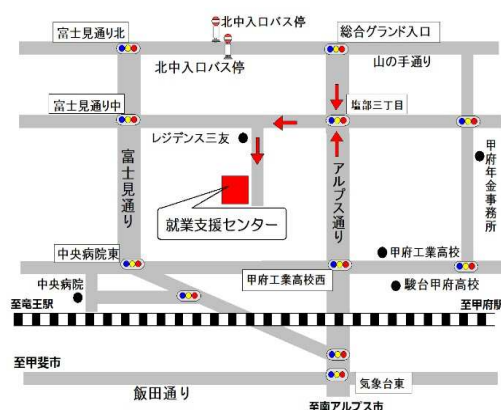 富士見通り北
北中入口バス停
総合グランド入口
北中入口バス停
山の手通り
富士見通り中
塩部三丁目
レジデンス三友
富士見通り
アルプス通り
甲府年金事務所
就業支援センター
中央病院東
甲府工業高校西
甲府工業高校
中央病院
駿台甲府高校
至竜王駅
至甲府駅
至甲斐市
飯田通り
気象台東
至南アルプス市